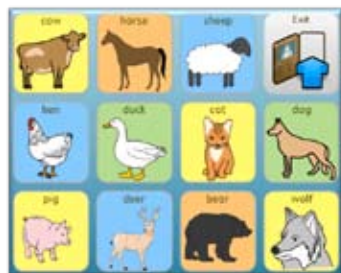 cow
horse
sheep
Exit
hen
duck
cat
dog
pig
deer
bear
wolf